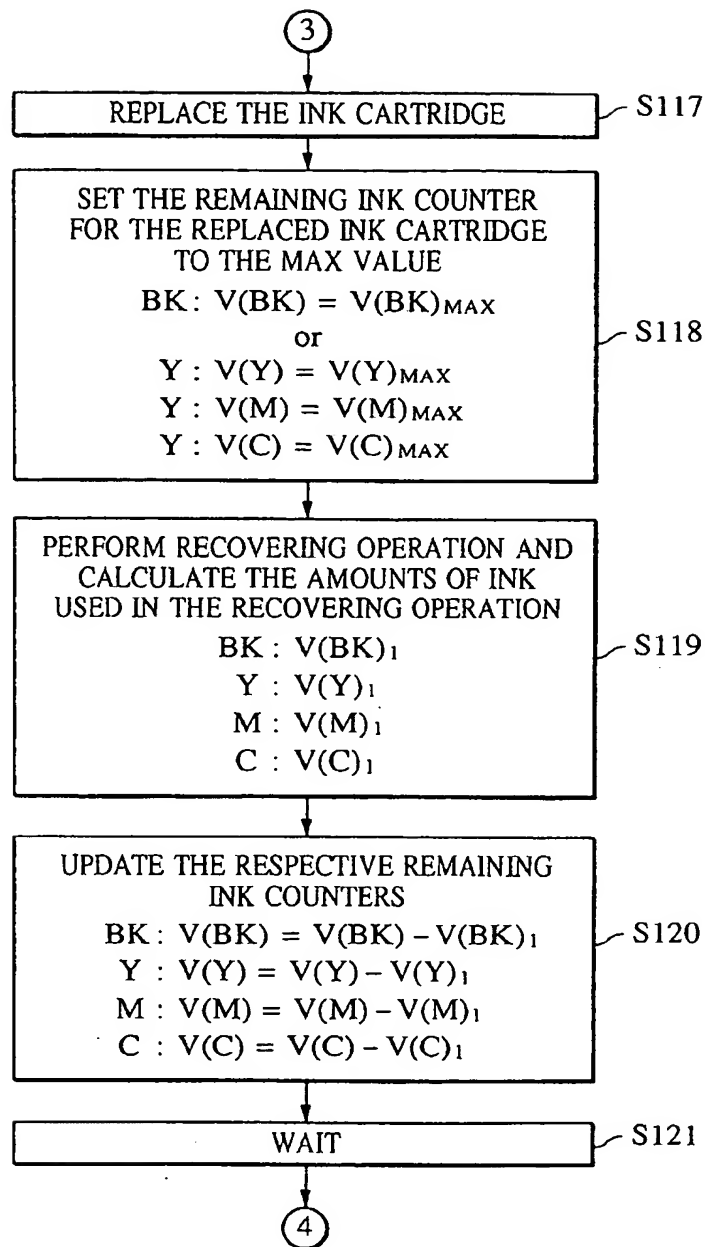 3
REPLACE THE INK CARTRIDGE
S117
SET THE REMAINING INK COUNTER
FOR THE REPLACED INK CARTRIDGE
TO THE MAX VALUE
BK: V(BK) = V(BK)MAX
or
Y : V(Y) = V(Y)MAX
Y : V(M) = V(M)MAX
Y : V(C) = V(C)MAX
S118
PERFORM RECOVERING OPERATION AND
CALCULATE THE AMOUNTS OF INK
USED IN THE RECOVERING OPERATION
BK : V(BK)1
Y : V(Y)1
M : V(M)1
C : V(C)1
S119
UPDATE THE RESPECTIVE REMAINING
INK COUNTERS
BK : V(BK) = V(BK) – V(BK)1
Y : V(Y) = V(Y) – V(Y)1
M : V(M) = V(M) – V(M)1
C : V(C) = V(C) – V(C)1
S120
WAIT
S121
4